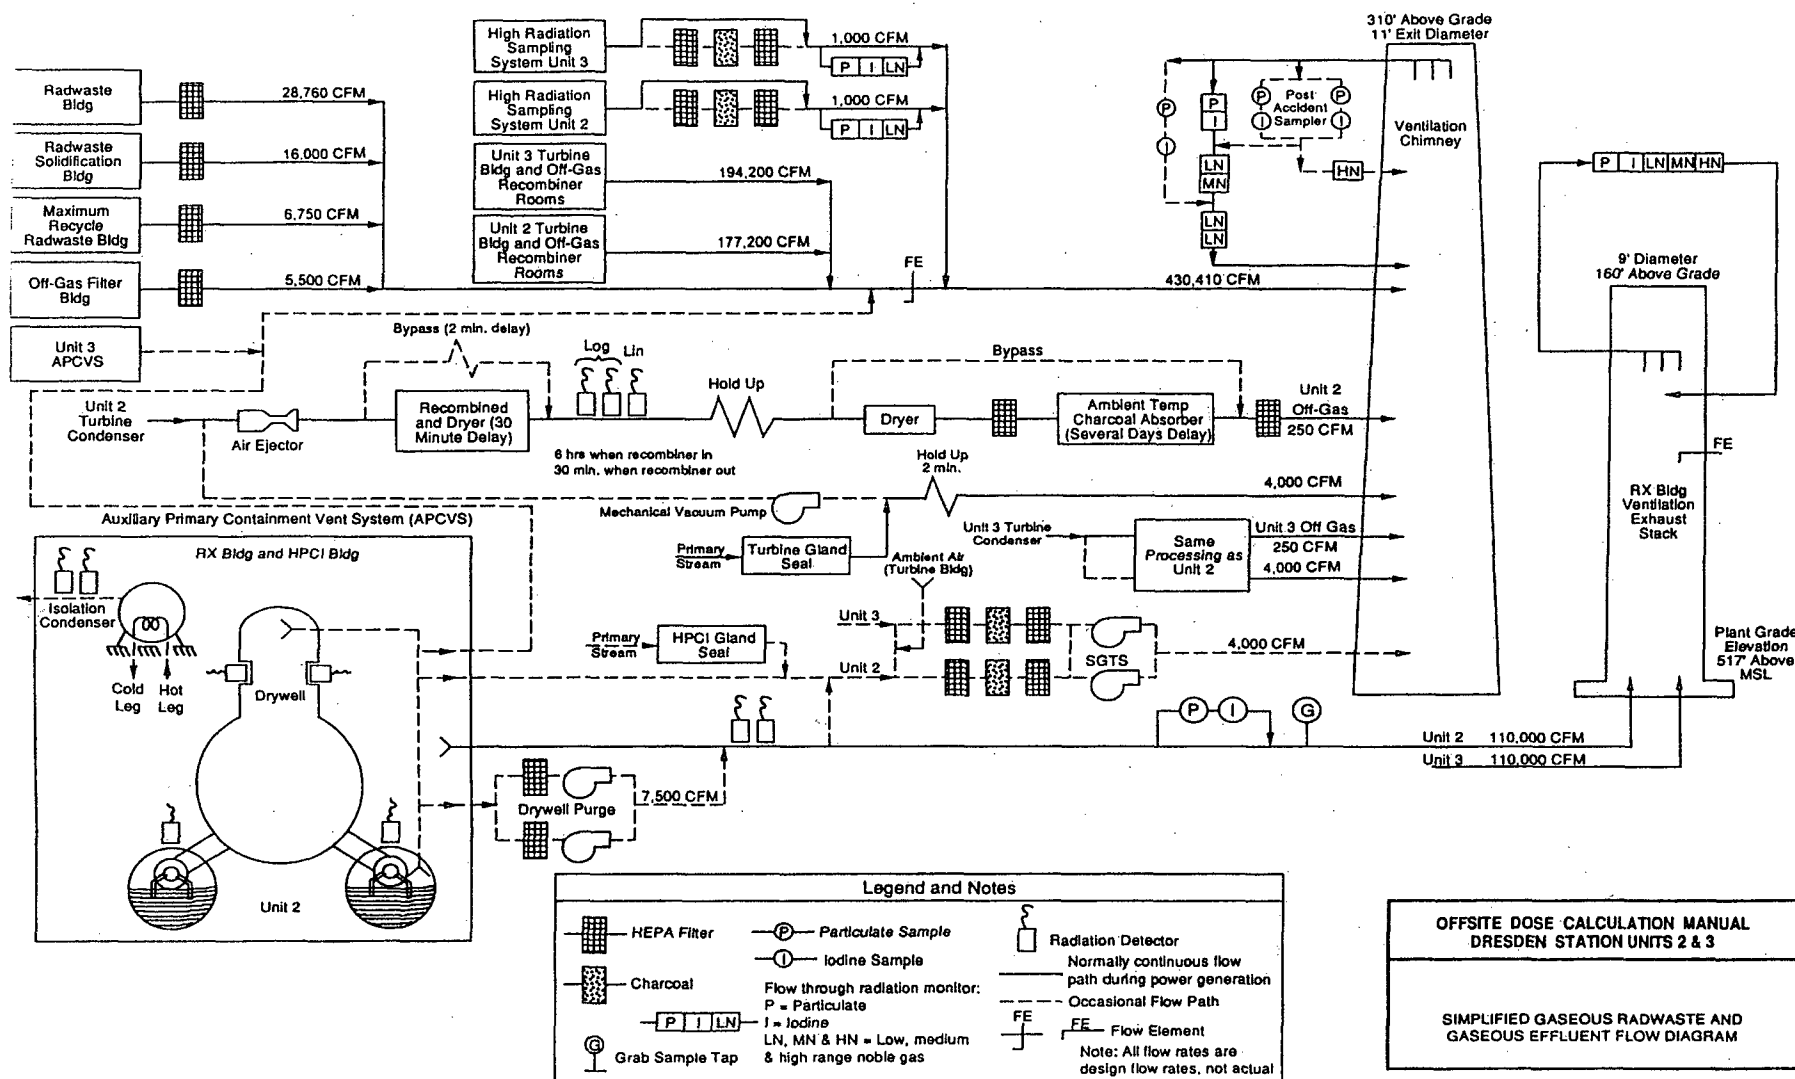 310' Above Grade
11' Exit Diameter
High Radiation
Sampling
System Unit 3
1,000 CFM
P I LN
High Radiation
Sampling
System Unit 2
1,000 CFM
P I LN
Radwaste
Bldg
28,760 CFM
Radwaste
Solidification
Bldg
16,000 CFM
Maximum
Recycle
Radwaste Bldg
6,750 CFM
Off-Gas Filter
Bldg
5,500 CFM
Unit 3
APCVS
Unit 3 Turbine
Bldg and Off-Gas
Recombiner
Rooms
194,200 CFM
Unit 2 Turbine
Bldg and Off-Gas
Recombiner
Rooms
177,200 CFM
FE
430,410 CFM
P
I
P
I
P
I
Post
Accident
Sampler
P
I
LN
MN
HN
LN
LN
Ventilation
Chimney
P I LN MN HN
9' Diameter
160' Above Grade
FE
RX Bldg
Ventilation
Exhaust
Stack
Plant Grade
Elevation
517' Above
MSL
Bypass (2 min. delay)
Log
Lin
Unit 2
Turbine
Condenser
Air Ejector
Recombined
and Dryer (30
Minute Delay)
6 hrs when recombiner in
30 min. when recombiner out
Hold Up
Bypass
Dryer
Ambient Temp
Charcoal Absorber
(Several Days Delay)
Unit 2
Off-Gas
250 CFM
Hold Up
2 min.
Mechanical Vacuum Pump
4,000 CFM
Primary
Stream
Turbine Gland
Seal
Unit 3 Turbine
Condenser
Same
Processing as
Unit 2
Unit 3 Off Gas
250 CFM
4,000 CFM
Ambient Air
(Turbine Bldg)
Auxiliary Primary Containment Vent System (APCVS)
RX Bldg and HPCI Bldg
Isolation
Condenser
Cold
Leg
Hot
Leg
Drywell
Unit 2
Primary
Stream
HPCI Gland
Seal
Unit 3
Unit 2
SGTS
4,000 CFM
P
I
G
Unit 2 110,000 CFM
Unit 3 110,000 CFM
Drywell Purge
7,500 CFM
Legend and Notes
HEPA Filter
Charcoal
G
Grab Sample Tap
P
Particulate Sample
I
Iodine Sample
Flow through radiation monitor:
P = Particulate
P I LN
I = Iodine
LN, MN & HN = Low, medium
& high range noble gas
Radiation Detector
Normally continuous flow
path during power generation
Occasional Flow Path
FE
FE
Flow Element
Note: All flow rates are
design flow rates, not actual
OFFSITE DOSE CALCULATION MANUAL
DRESDEN STATION UNITS 2 & 3
SIMPLIFIED GASEOUS RADWASTE AND
GASEOUS EFFLUENT FLOW DIAGRAM